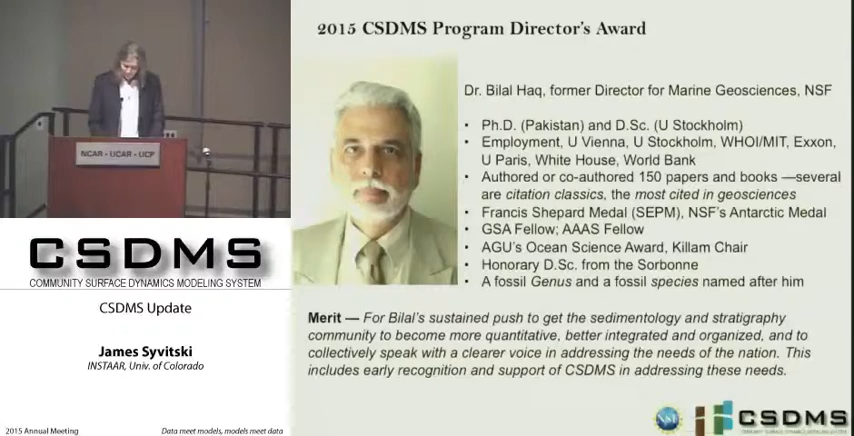 2015 CSDMS Program Director's Award
NCAR - UCAR - UCP
Dr. Bilal Haq, former Director for Marine Geosciences, NSF
• Ph.D. (Pakistan) and D.Sc. (U Stockholm)
• Employment, U Vienna, U Stockholm, WHOI/MIT, Exxon,
U Paris, White House, World Bank
• Authored or co-authored 150 papers and books —several
are citation classics, the most cited in geosciences
• Francis Shepard Medal (SEPM), NSF's Antarctic Medal
• GSA Fellow; AAAS Fellow
• AGU's Ocean Science Award, Killam Chair
• Honorary D.Sc. from the Sorbonne
• A fossil Genus and a fossil species named after him
Merit — For Bilal's sustained push to get the sedimentology and stratigraphy
community to become more quantitative, better integrated and organized, and to
collectively speak with a clearer voice in addressing the needs of the nation. This
includes early recognition and support of CSDMS in addressing these needs.
CSDMS
COMMUNITY SURFACE DYNAMICS MODELING SYSTEM
CSDMS Update
James Syvitski
INSTAAR, Univ. of Colorado
2015 Annual Meeting
Data meet models, models meet data
NSF
CSDMS
COMMUNITY SURFACE DYNAMICS MODELING SYSTEM